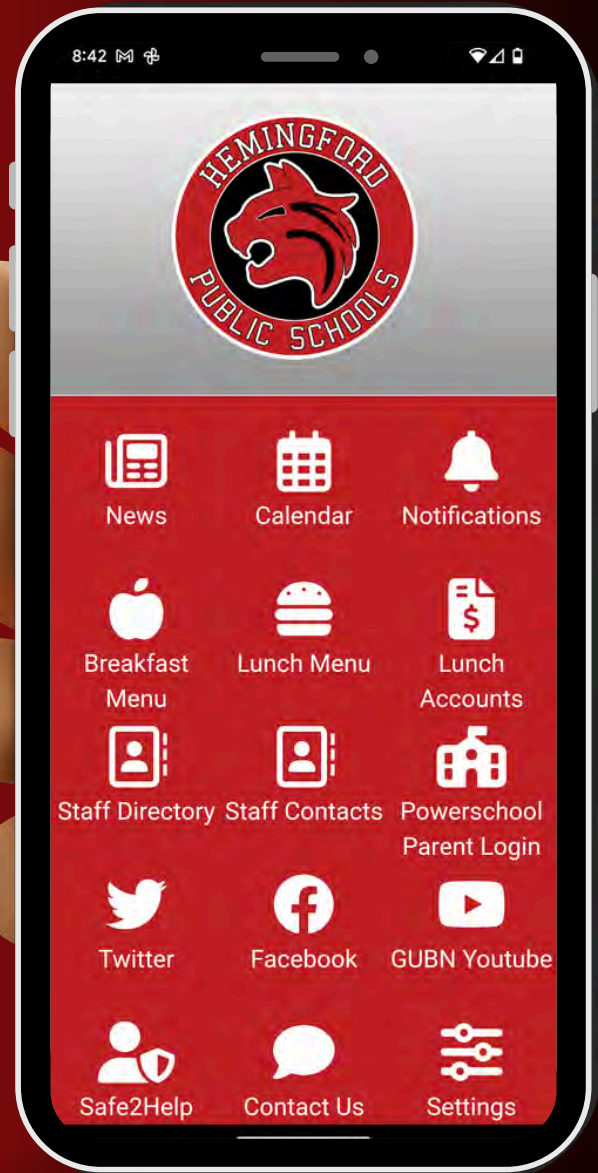 8:42
HEMINGFORD
PUBLIC SCHOOLS
News
Calendar
Notifications
Breakfast
Menu
Lunch Menu
Lunch
Accounts
Staff Directory
Staff Contacts
Powerschool
Parent Login
Twitter
Facebook
GUBN Youtube
Safe2Help
Contact Us
Settings